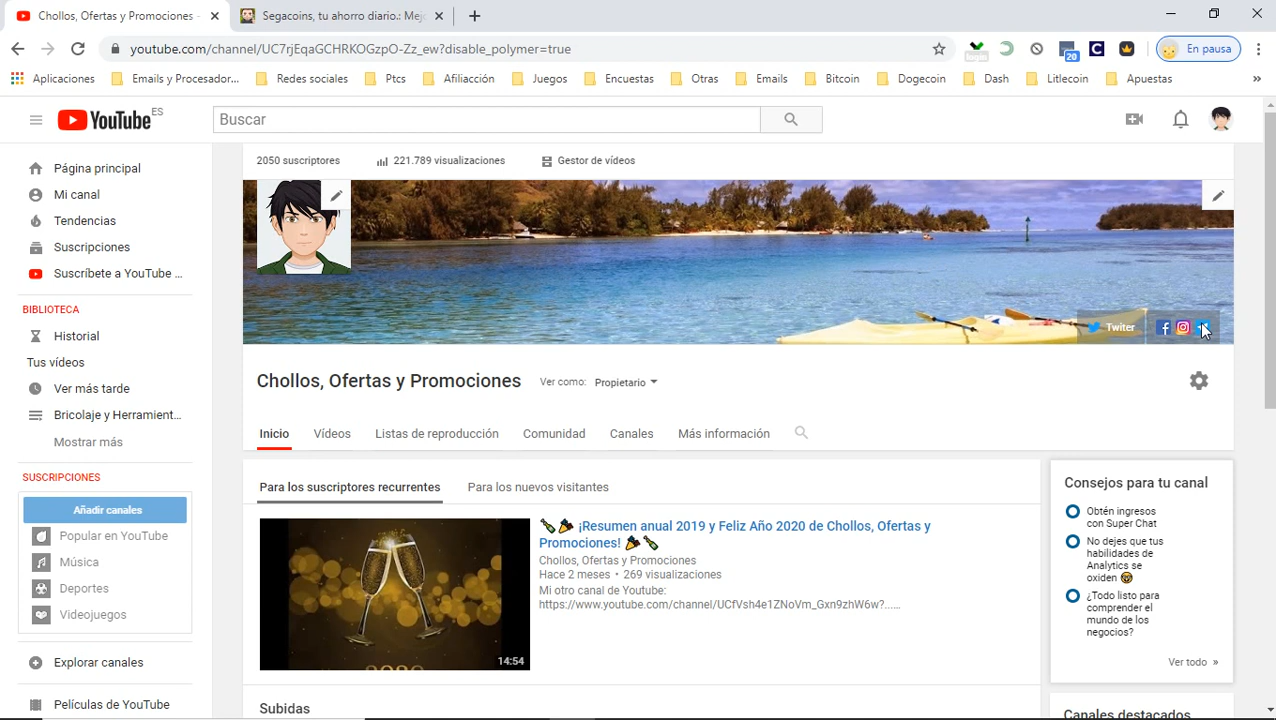 Chollos, Ofertas y Promociones -
Segacoins, tu ahorro diario.: Mejo
youtube.com/channel/UC7rjEqaGCHRKOGzpO-Zz_ew?disable_polymer=true
20
En pausa
Aplicaciones
Emails y Procesador...
Redes sociales
Ptcs
Afiliacción
Juegos
Encuestas
Otras
Emails
Bitcoin
Dogecoin
Dash
Litlecoin
Apuestas
»
YouTube ES
Buscar
Página principal
Mi canal
Tendencias
Suscripciones
Suscríbete a YouTube ...
BIBLIOTECA
Historial
Tus vídeos
Ver más tarde
Bricolaje y Herramient...
Mostrar más
SUSCRIPCIONES
Añadir canales
Popular en YouTube
Música
Deportes
Videojuegos
Explorar canales
Películas de YouTube
2050 suscriptores
221.789 visualizaciones
Gestor de vídeos
Twiter
Chollos, Ofertas y Promociones
Ver como: Propietario
Inicio
Vídeos
Listas de reproducción
Comunidad
Canales
Más información
Para los suscriptores recurrentes
Para los nuevos visitantes
2020
14:54
🍾🎉 ¡Resumen anual 2019 y Feliz Año 2020 de Chollos, Ofertas y
Promociones! 🎉🍾
Chollos, Ofertas y Promociones
Hace 2 meses • 269 visualizaciones
Mi otro canal de Youtube:
https://www.youtube.com/channel/UCfVsh4e1ZNoVm_Gxn9zhW6w?......
Subidas
Consejos para tu canal
Obtén ingresos
con Super Chat
No dejes que tus
habilidades de
Analytics se
oxiden 🤓
¿Todo listo para
comprender el
mundo de los
negocios?
Ver todo »
Canales destacados